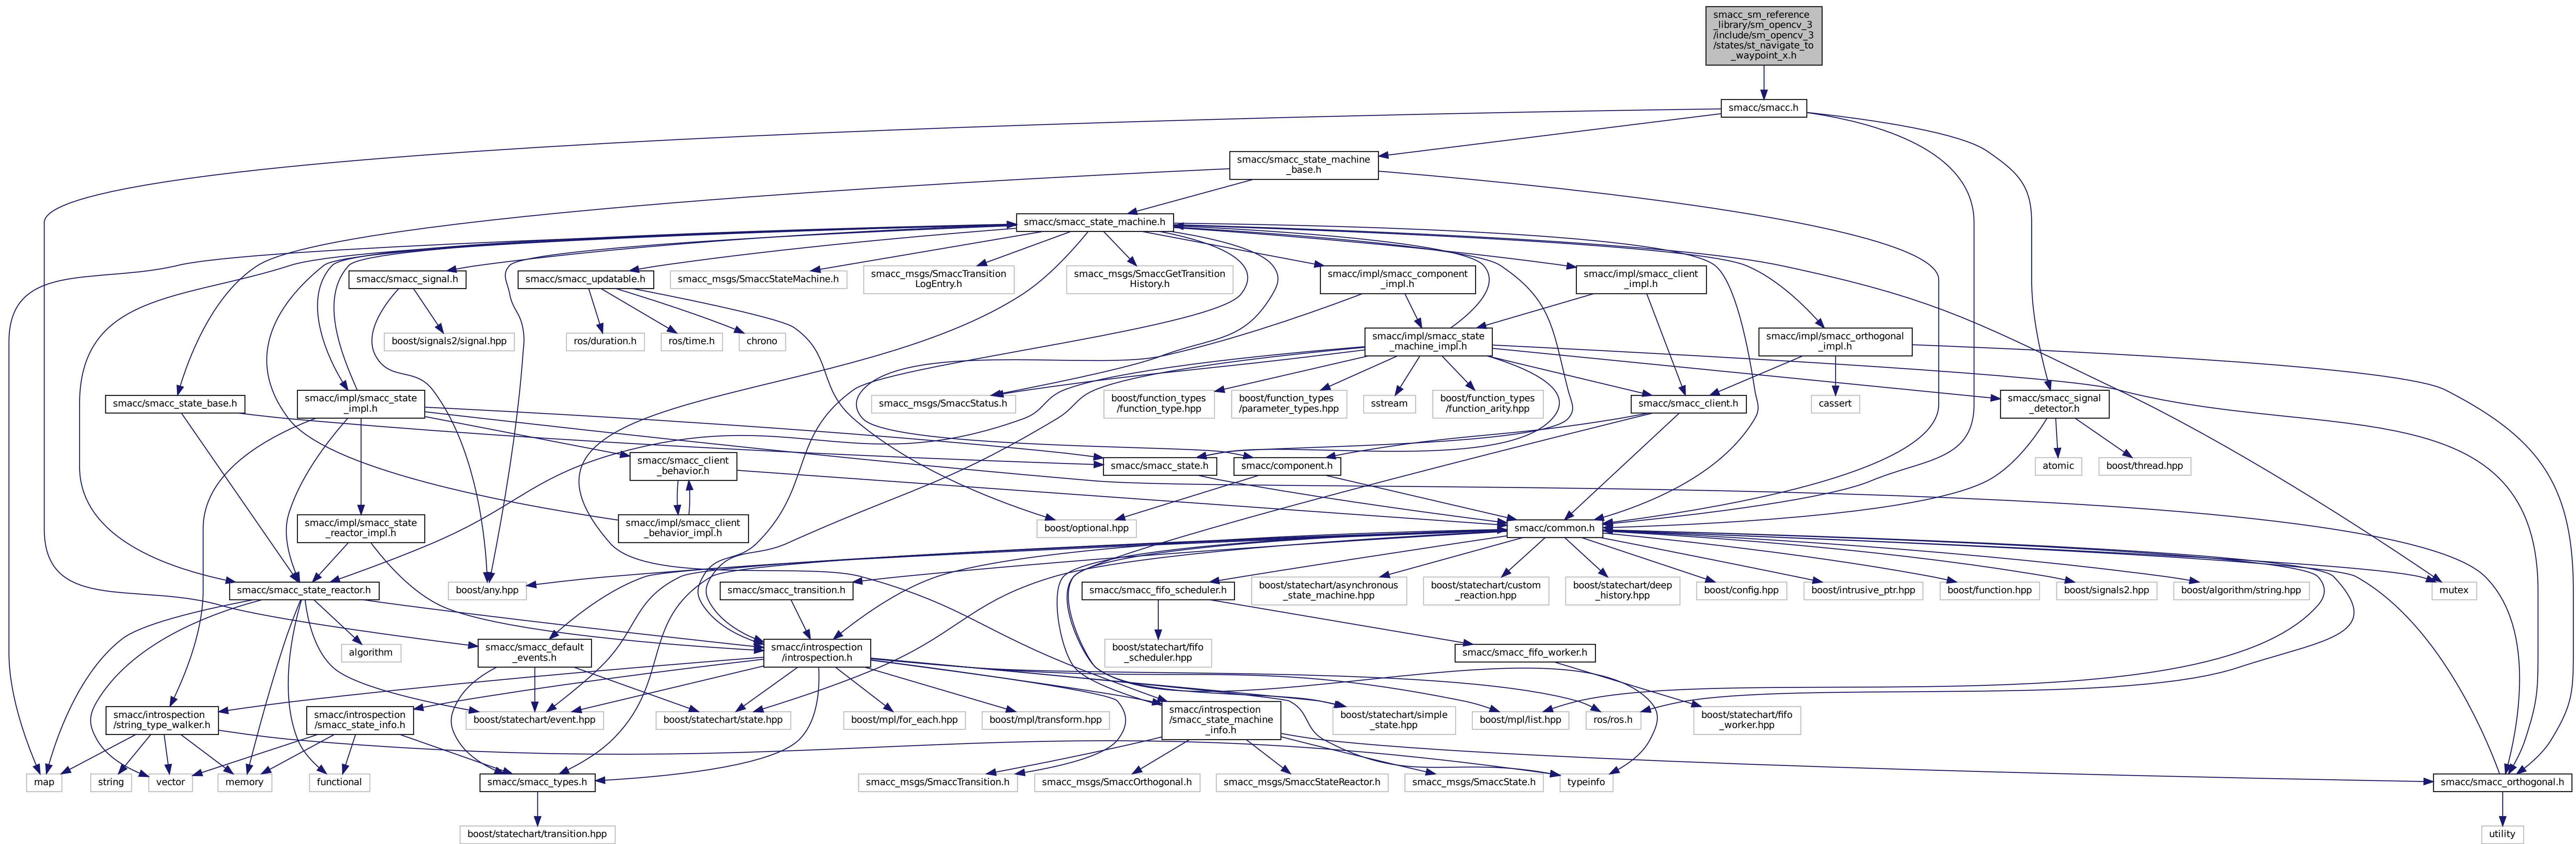 smacc_sm_reference
_library/sm_opencv_3
/include/sm_opencv_3
/states/st_navigate_to
_waypoint_x.h
smacc/smacc.h
smacc/smacc_state_machine
_base.h
smacc/smacc_state_machine.h
smacc/smacc_signal.h
smacc/smacc_updatable.h
smacc_msgs/SmaccStateMachine.h
smacc_msgs/SmaccTransition
LogEntry.h
smacc_msgs/SmaccGetTransition
History.h
smacc/impl/smacc_component
_impl.h
smacc/impl/smacc_client
_impl.h
boost/signals2/signal.hpp
ros/duration.h
ros/time.h
chrono
smacc/impl/smacc_state
_machine_impl.h
smacc/impl/smacc_orthogonal
_impl.h
smacc/smacc_state_base.h
smacc/impl/smacc_state
_impl.h
smacc_msgs/SmaccStatus.h
boost/function_types
/function_type.hpp
boost/function_types
/parameter_types.hpp
sstream
boost/function_types
/function_arity.hpp
smacc/smacc_client.h
cassert
smacc/smacc_signal
_detector.h
smacc/smacc_client
_behavior.h
smacc/smacc_state.h
smacc/component.h
atomic
boost/thread.hpp
smacc/impl/smacc_state
_reactor_impl.h
smacc/impl/smacc_client
_behavior_impl.h
boost/optional.hpp
smacc/common.h
smacc/smacc_state_reactor.h
boost/any.hpp
smacc/smacc_transition.h
smacc/smacc_fifo_scheduler.h
boost/statechart/asynchronous
_state_machine.hpp
boost/statechart/custom
_reaction.hpp
boost/statechart/deep
_history.hpp
boost/config.hpp
boost/intrusive_ptr.hpp
boost/function.hpp
boost/signals2.hpp
boost/algorithm/string.hpp
mutex
algorithm
smacc/smacc_default
_events.h
smacc/introspection
/introspection.h
boost/statechart/fifo
_scheduler.hpp
smacc/smacc_fifo_worker.h
smacc/introspection
/string_type_walker.h
smacc/introspection
/smacc_state_info.h
boost/statechart/event.hpp
boost/statechart/state.hpp
boost/mpl/for_each.hpp
boost/mpl/transform.hpp
smacc/introspection
/smacc_state_machine
_info.h
boost/statechart/simple
_state.hpp
boost/mpl/list.hpp
ros/ros.h
boost/statechart/fifo
_worker.hpp
map
string
vector
memory
functional
smacc/smacc_types.h
smacc_msgs/SmaccTransition.h
smacc_msgs/SmaccOrthogonal.h
smacc_msgs/SmaccStateReactor.h
smacc_msgs/SmaccState.h
typeinfo
smacc/smacc_orthogonal.h
boost/statechart/transition.hpp
utility